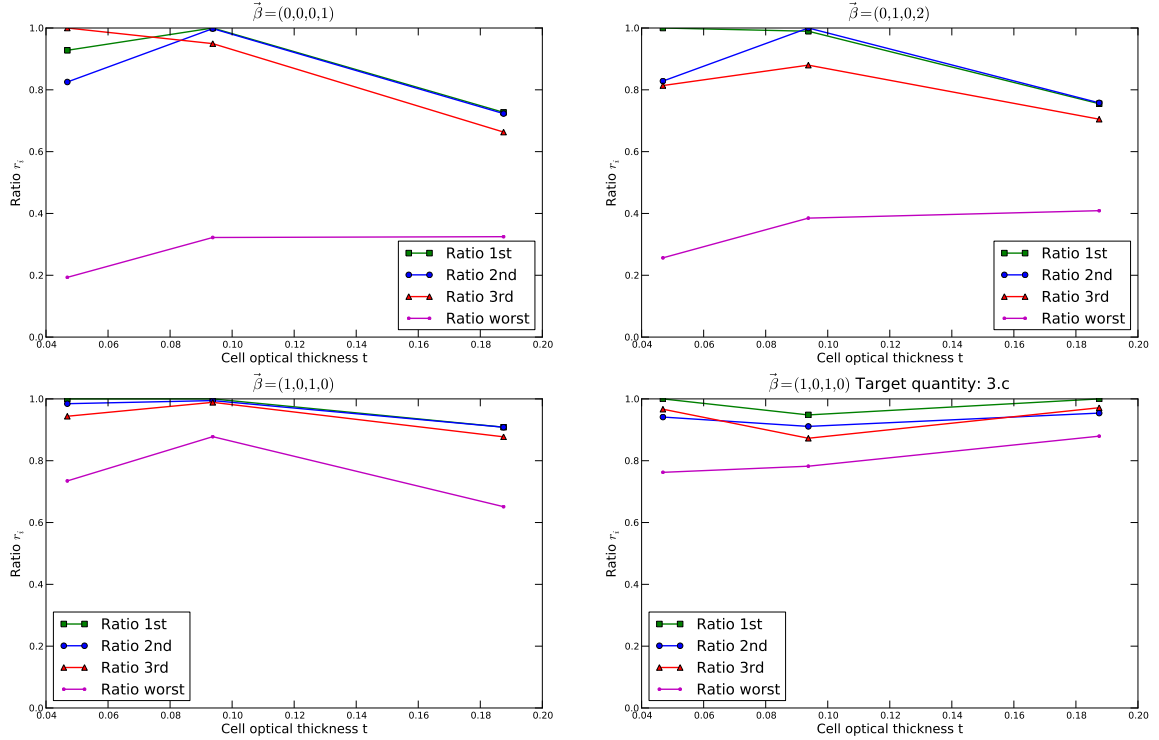 β⃗=(0,0,0,1)
1.0
0.8
0.6
0.4
0.2
0.0
Ratio r_i
0.04 0.06 0.08 0.10 0.12 0.14 0.16 0.18 0.20
Cell optical thickness t
Ratio 1st
Ratio 2nd
Ratio 3rd
Ratio worst
β⃗=(0,1,0,2)
1.0
0.8
0.6
0.4
0.2
0.0
Ratio r_i
0.04 0.06 0.08 0.10 0.12 0.14 0.16 0.18 0.20
Cell optical thickness t
Ratio 1st
Ratio 2nd
Ratio 3rd
Ratio worst
β⃗=(1,0,1,0)
1.0
0.8
0.6
0.4
0.2
0.0
Ratio r_i
0.04 0.06 0.08 0.10 0.12 0.14 0.16 0.18 0.20
Cell optical thickness t
Ratio 1st
Ratio 2nd
Ratio 3rd
Ratio worst
β⃗=(1,0,1,0) Target quantity: 3.c
1.0
0.8
0.6
0.4
0.2
0.0
Ratio r_i
0.04 0.06 0.08 0.10 0.12 0.14 0.16 0.18 0.20
Cell optical thickness t
Ratio 1st
Ratio 2nd
Ratio 3rd
Ratio worst